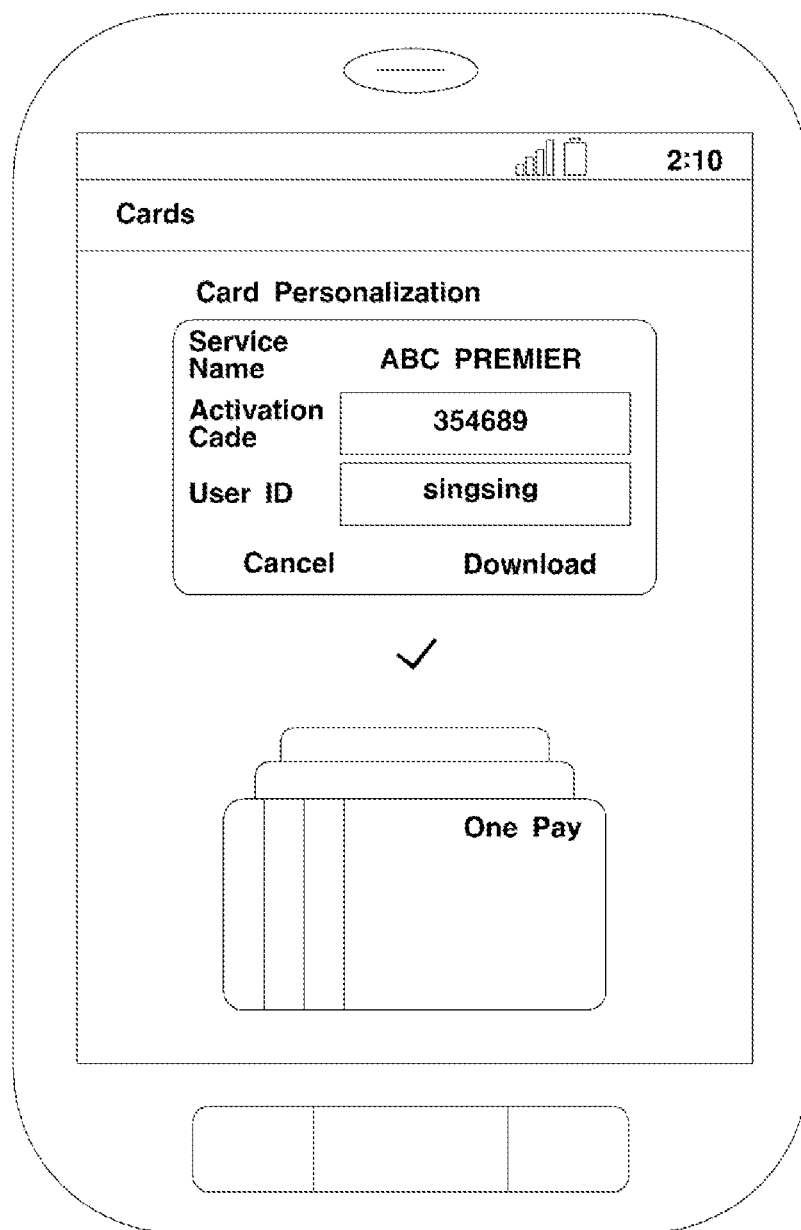 2:10
Cards
Card Personalization
Service
Name
ABC PREMIER
Activation
Cade
354689
User ID
singsing
Cancel
Download
One Pay